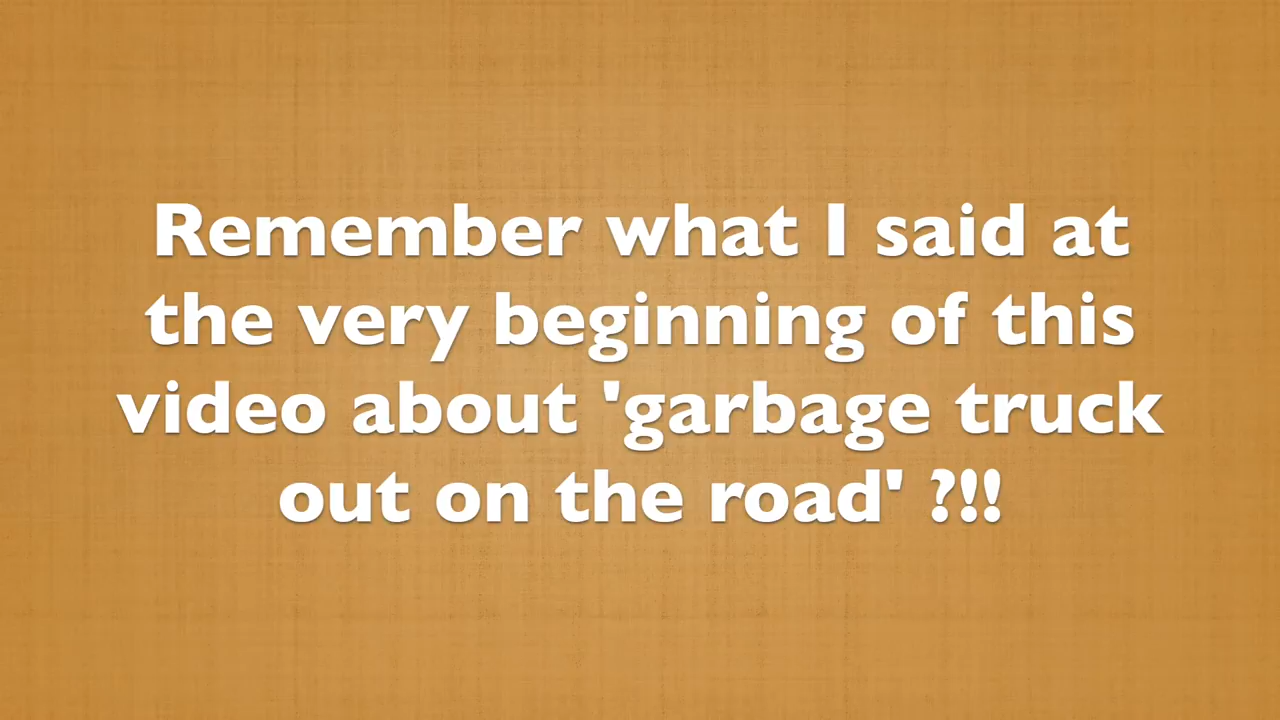 Remember what I said at
the very beginning of this
video about 'garbage truck
out on the road' ?!!